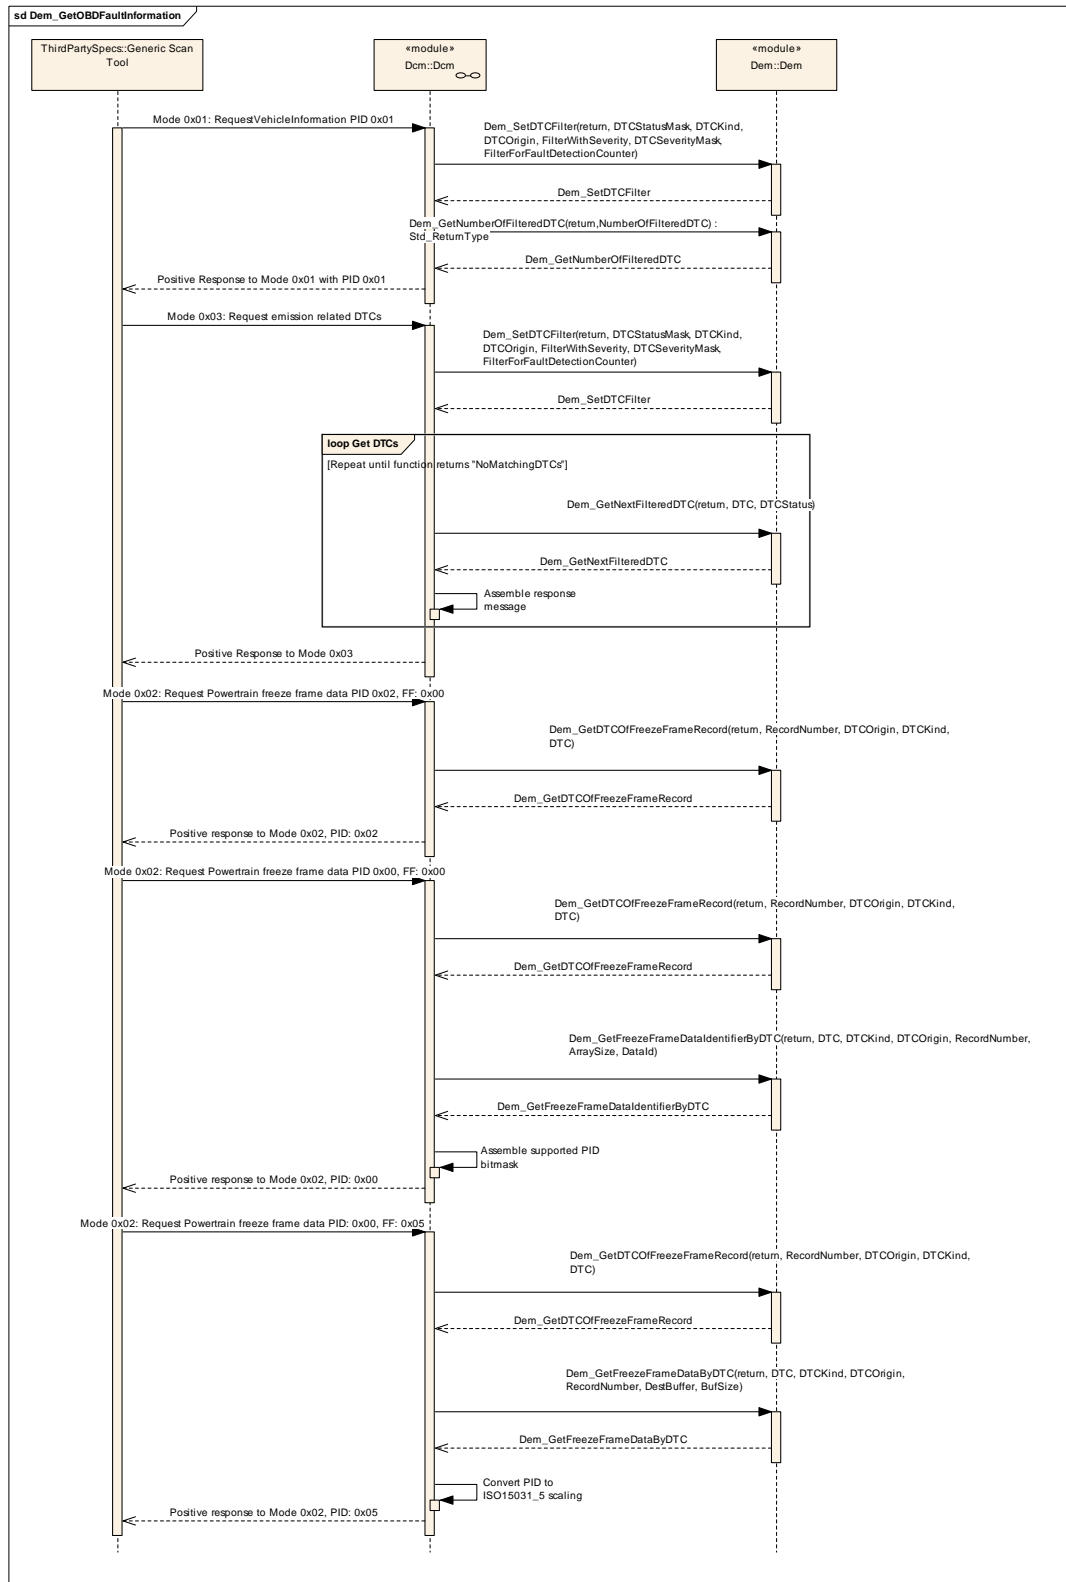 sd Dem_GetOBDFaultInformation
ThirdPartySpecs::Generic Scan
Tool
«module»
Dcm::Dcm
«module»
Dem::Dem
Mode 0x01: RequestVehicleInformation PID 0x01
Dem_SetDTCFilter(return, DTCStatusMask, DTCKind,
DTCOrigin, FilterWithSeverity, DTCSeverityMask,
FilterForFaultDetectionCounter)
Dem_SetDTCFilter
Dem_GetNumberOfFilteredDTC(return,NumberOfFilteredDTC) :
Std_ReturnType
Dem_GetNumberOfFilteredDTC
Positive Response to Mode 0x01 with PID 0x01
Mode 0x03: Request emission related DTCs
Dem_SetDTCFilter(return, DTCStatusMask, DTCKind,
DTCOrigin, FilterWithSeverity, DTCSeverityMask,
FilterForFaultDetectionCounter)
Dem_SetDTCFilter
loop Get DTCs
[Repeat until function returns "NoMatchingDTCs"]
Dem_GetNextFilteredDTC(return, DTC, DTCStatus)
Dem_GetNextFilteredDTC
Assemble response
message
Positive Response to Mode 0x03
Mode 0x02: Request Powertrain freeze frame data PID 0x02, FF: 0x00
Dem_GetDTCOfFreezeFrameRecord(return, RecordNumber, DTCOrigin, DTCKind,
DTC)
Dem_GetDTCOfFreezeFrameRecord
Positive response to Mode 0x02, PID: 0x02
Mode 0x02: Request Powertrain freeze frame data PID 0x00, FF: 0x00
Dem_GetDTCOfFreezeFrameRecord(return, RecordNumber, DTCOrigin, DTCKind,
DTC)
Dem_GetDTCOfFreezeFrameRecord
Dem_GetFreezeFrameDataIdentifierByDTC(return, DTC, DTCKind, DTCOrigin, RecordNumber,
ArraySize, DataId)
Dem_GetFreezeFrameDataIdentifierByDTC
Assemble supported PID
bitmask
Positive response to Mode 0x02, PID: 0x00
Mode 0x02: Request Powertrain freeze frame data PID: 0x00, FF: 0x05
Dem_GetDTCOfFreezeFrameRecord(return, RecordNumber, DTCOrigin, DTCKind,
DTC)
Dem_GetDTCOfFreezeFrameRecord
Dem_GetFreezeFrameDataByDTC(return, DTC, DTCKind, DTCOrigin,
RecordNumber, DestBuffer, BufSize)
Dem_GetFreezeFrameDataByDTC
Convert PID to
ISO15031_5 scaling
Positive response to Mode 0x02, PID: 0x05